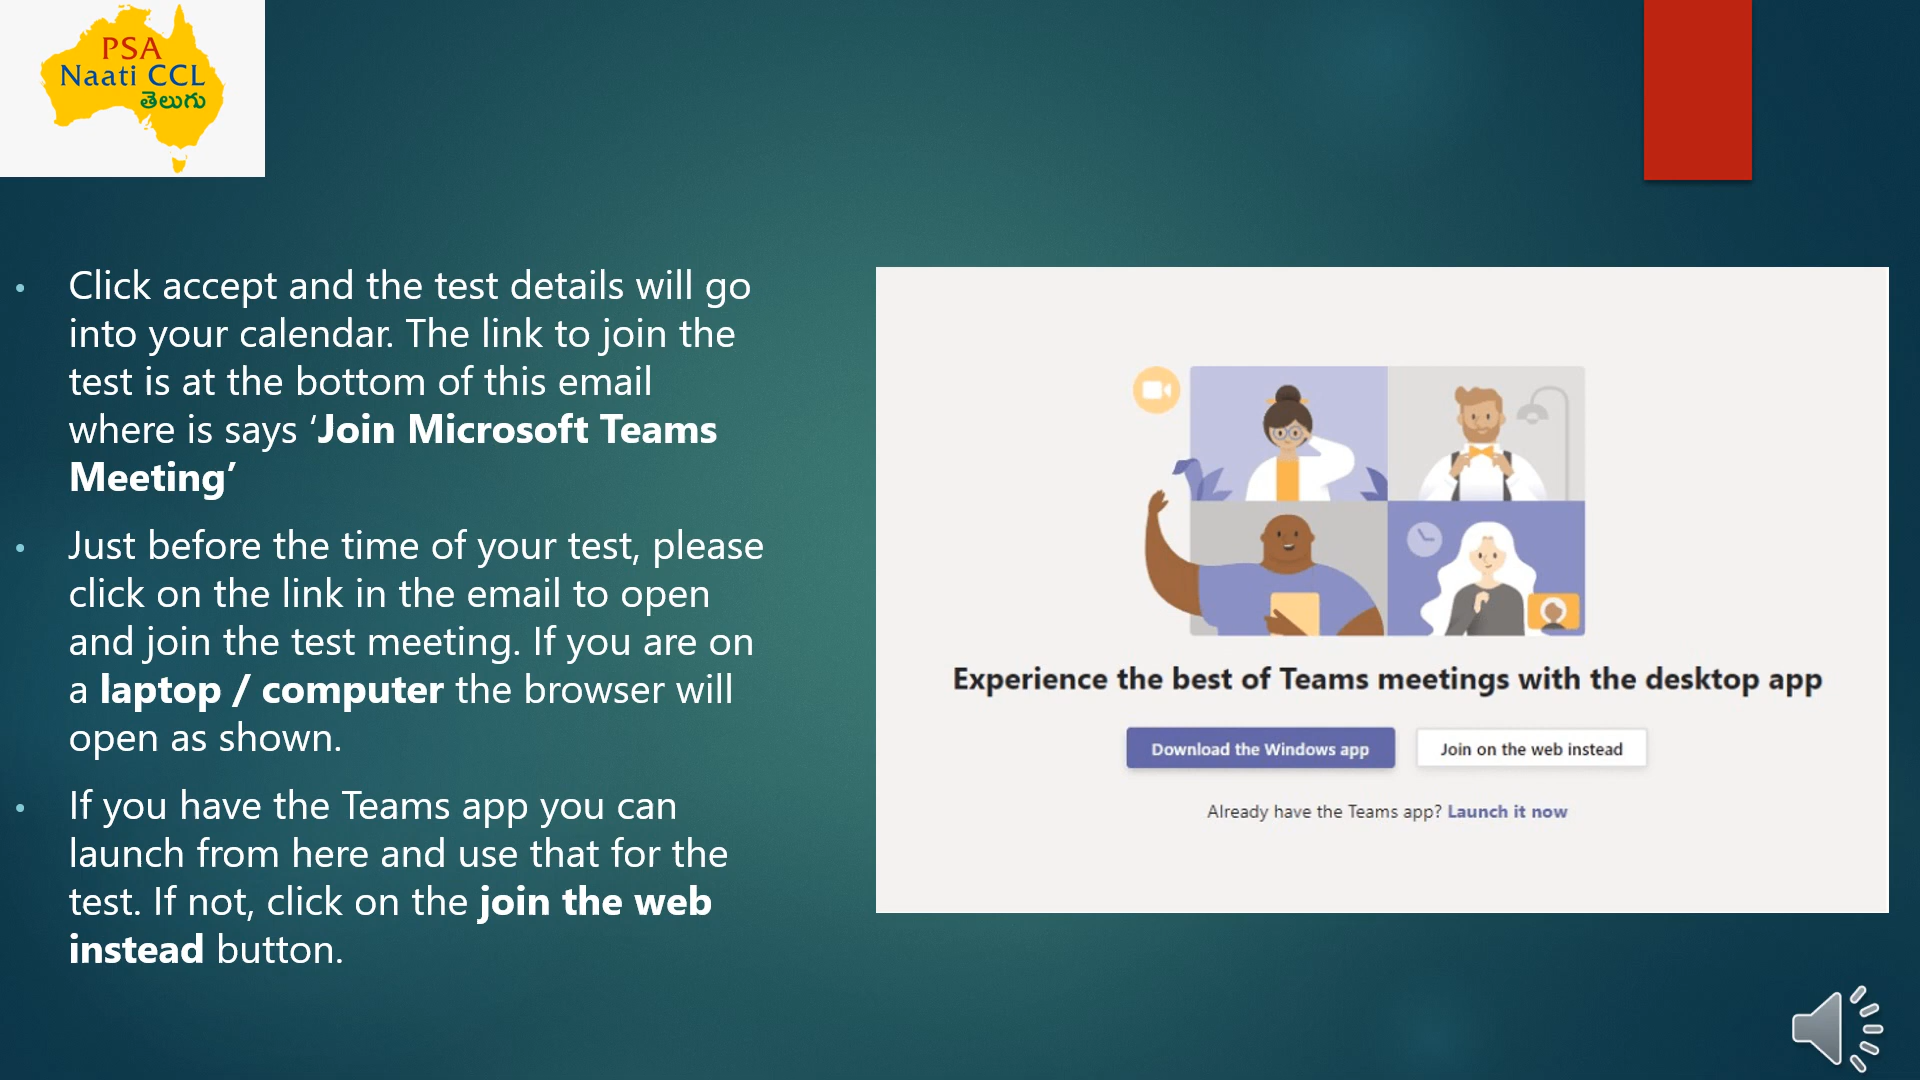 PSA
Naati CCL
తెలుగు
• Click accept and the test details will go
into your calendar. The link to join the
test is at the bottom of this email
where is says ‘Join Microsoft Teams
Meeting’
• Just before the time of your test, please
click on the link in the email to open
and join the test meeting. If you are on
a laptop / computer the browser will
open as shown.
• If you have the Teams app you can
launch from here and use that for the
test. If not, click on the join the web
instead button.
Experience the best of Teams meetings with the desktop app
Download the Windows app
Join on the web instead
Already have the Teams app? Launch it now